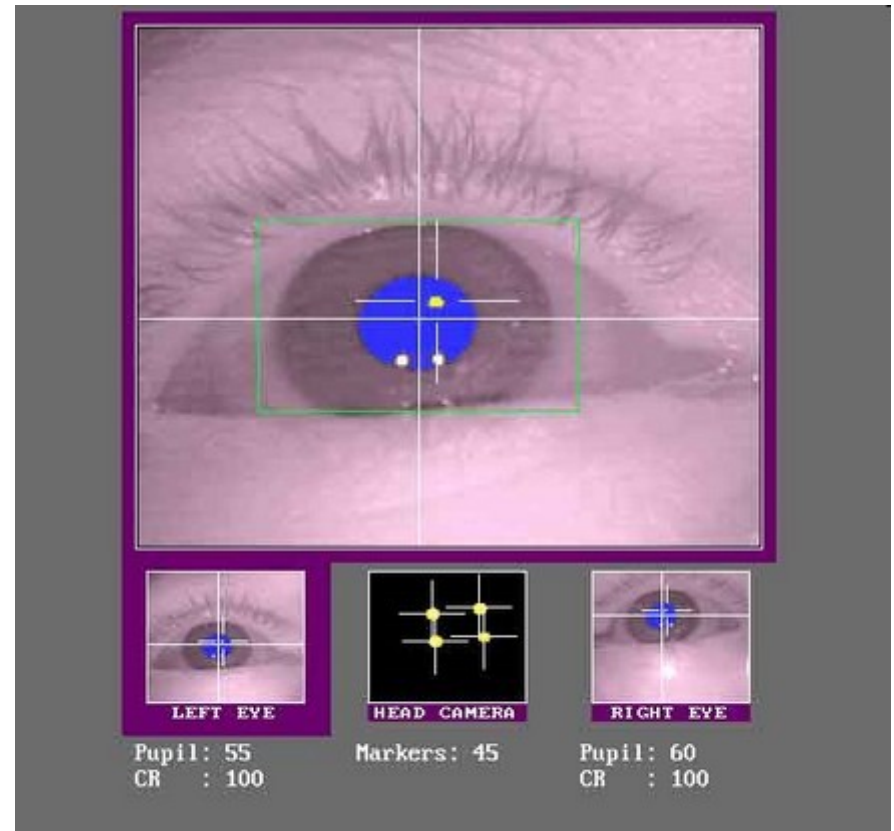 LEFT EYE
HEAD CAMERA
RIGHT EYE
Pupil: 55
CR : 100
Markers: 45
Pupil: 60
CR : 100